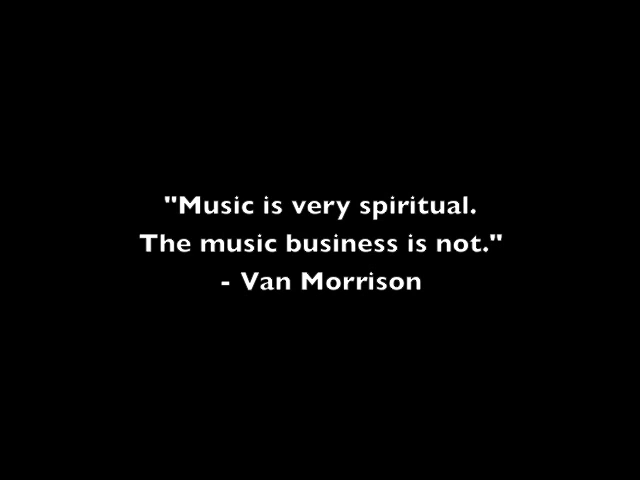 "Music is very spiritual.
The music business is not."
- Van Morrison